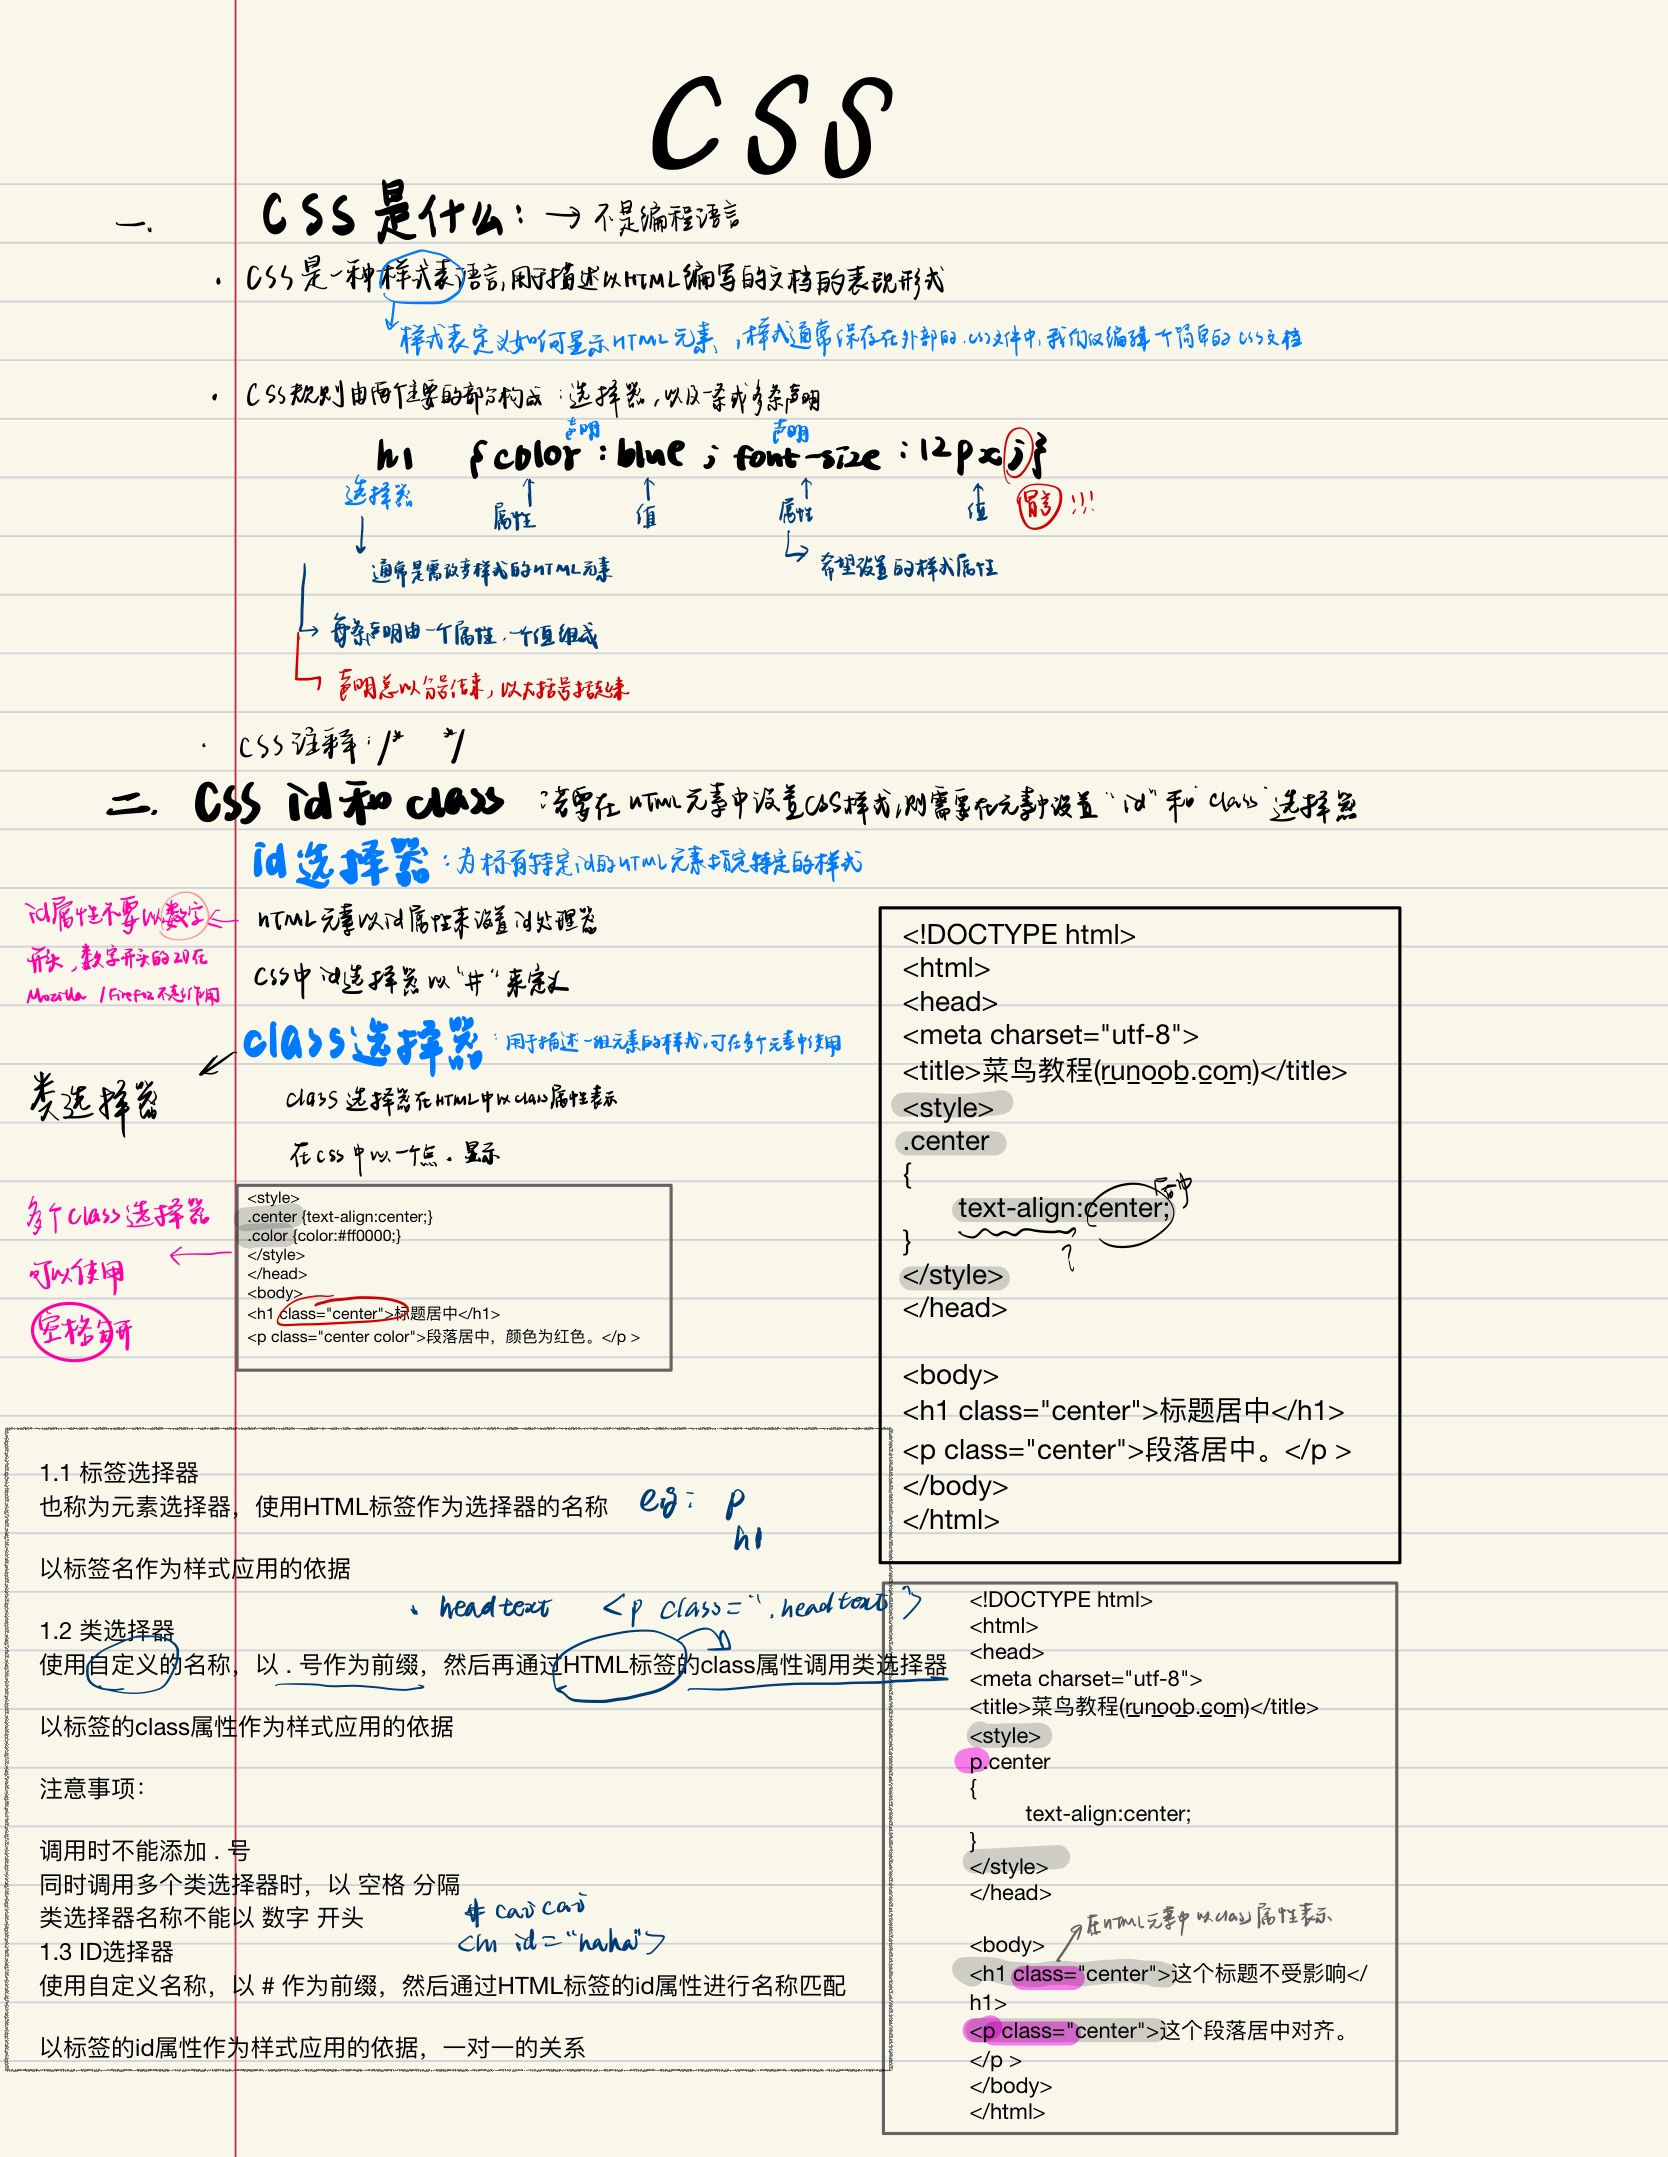 CSS
一. CSS 是什么: → 不是编程语言
· CSS 是一种样式表语言,用于描述以HTML编写的文档的表现形式
样式表定义如何显示HTML元素,样式通常保存在外部的.css文件中,我们仅编辑一个简单的CSS文档
· CSS规则由两个主要的部分构成:选择器,以及一条或多条声明
声明 声明
h1 {color:blue ; font-size:12px;}
选择器 属性 值 属性 值 !!!
通常是需改变样式的HTML元素 希望设置的样式属性
每条声明由一个属性.一个值组成
声明总以分号结束,以大括号括起来
· CSS 注释: /* */
二. CSS id 和 class :若要在HTML元素中设置CSS样式,则需要在元素中设置"id"和"class"选择器
id选择器:为标有特定id的HTML元素指定特定的样式
id属性不要以数字
开头,数字开头的ID在
Mozilla / Firefox不起作用
HTML元素以id属性来设置id处理器
CSS中id选择器以"#"来定义
class选择器:用于描述一组元素的样式,可在多个元素中使用
类选择器
class 选择器在HTML中以class属性表示
在css中以一个点.显示
多个class选择器
可以使用
空格分开
<style>
.center {text-align:center;}
.color {color:#ff0000;}
</style>
</head>
<body>
<h1 class="center">标题居中</h1>
<p class="center color">段落居中，颜色为红色。</p >
<!DOCTYPE html>
<html>
<head>
<meta charset="utf-8">
<title>菜鸟教程(runoob.com)</title>
<style>
.center
{
居中
text-align:center;
}
?
</style>
</head>
<body>
<h1 class="center">标题居中</h1>
<p class="center">段落居中。</p >
</body>
</html>
1.1 标签选择器
也称为元素选择器，使用HTML标签作为选择器的名称 eg: p
h1
以标签名作为样式应用的依据
. headtext <p class=".headtext">
1.2 类选择器
使用自定义的名称，以 . 号作为前缀，然后再通过HTML标签的class属性调用类选择器
以标签的class属性作为样式应用的依据
注意事项：
调用时不能添加 . 号
同时调用多个类选择器时，以 空格 分隔
类选择器名称不能以 数字 开头
# caocao
1.3 ID选择器
id="haha">
使用自定义名称，以 # 作为前缀，然后通过HTML标签的id属性进行名称匹配
以标签的id属性作为样式应用的依据，一对一的关系
<!DOCTYPE html>
<html>
<head>
<meta charset="utf-8">
<title>菜鸟教程(runoob.com)</title>
<style>
p.center
{
text-align:center;
}
</style>
</head>
在HTML元素中以class属性表示
<body>
<h1 class="center">这个标题不受影响</
h1>
<p class="center">这个段落居中对齐。
</p >
</body>
</html>